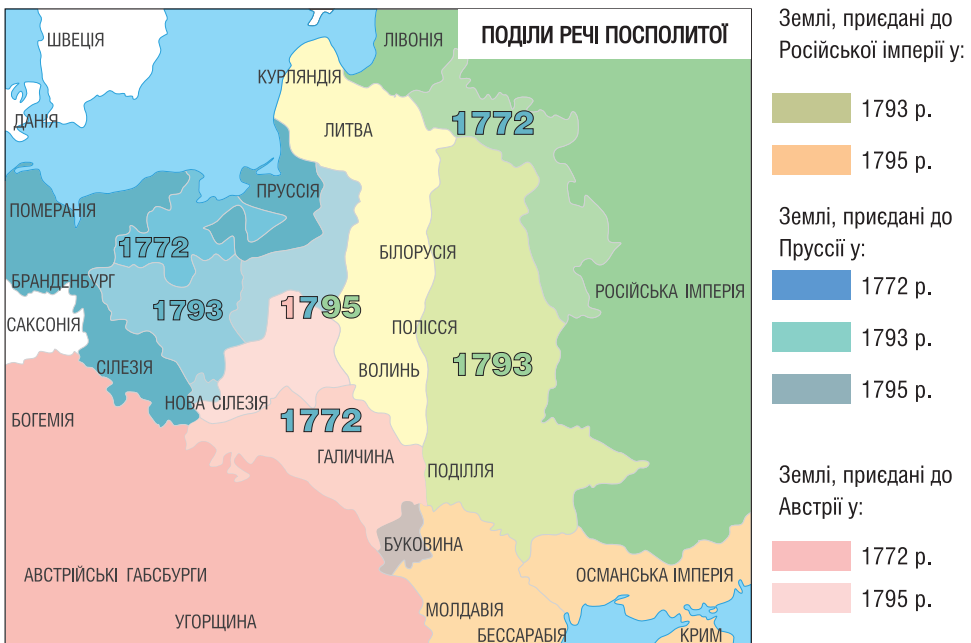 ПОДІЛИ РЕЧІ ПОСПОЛИТОЇ
ШВЕЦІЯ
ЛІВОНІЯ
КУРЛЯНДІЯ
ДАНІЯ
ЛИТВА
1772
ПРУССІЯ
ПОМЕРАНІЯ
1772
БІЛОРУСІЯ
БРАНДЕНБУРГ
1793
1795
РОСІЙСЬКА ІМПЕРІЯ
САКСОНІЯ
ПОЛІССЯ
СІЛЕЗІЯ
ВОЛИНЬ
1793
НОВА СІЛЕЗІЯ
БОГЕМІЯ
1772
ГАЛИЧИНА
ПОДІЛЛЯ
БУКОВИНА
АВСТРІЙСЬКІ ГАБСБУРГИ
ОСМАНСЬКА ІМПЕРІЯ
УГОРЩИНА
МОЛДАВІЯ
БЕССАРАБІЯ
КРИМ
Землі, приєдані до
Російської імперії у:
1793 р.
1795 р.
Землі, приєдані до
Пруссії у:
1772 р.
1793 р.
1795 р.
Землі, приєдані до
Австрії у:
1772 р.
1795 р.